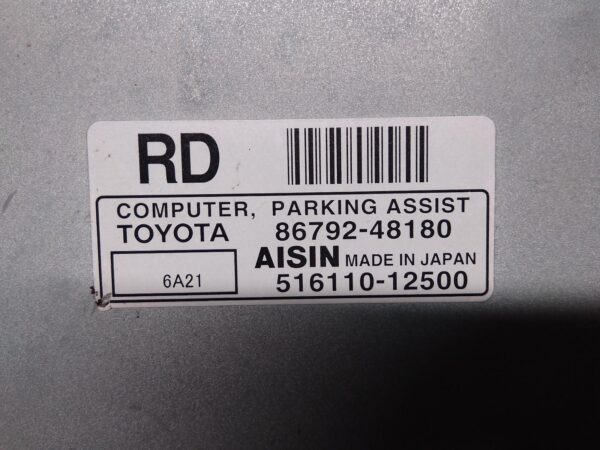 RD
COMPUTER, PARKING ASSIST
TOYOTA 86792-48180
AISIN MADE IN JAPAN
6A21 516110-12500